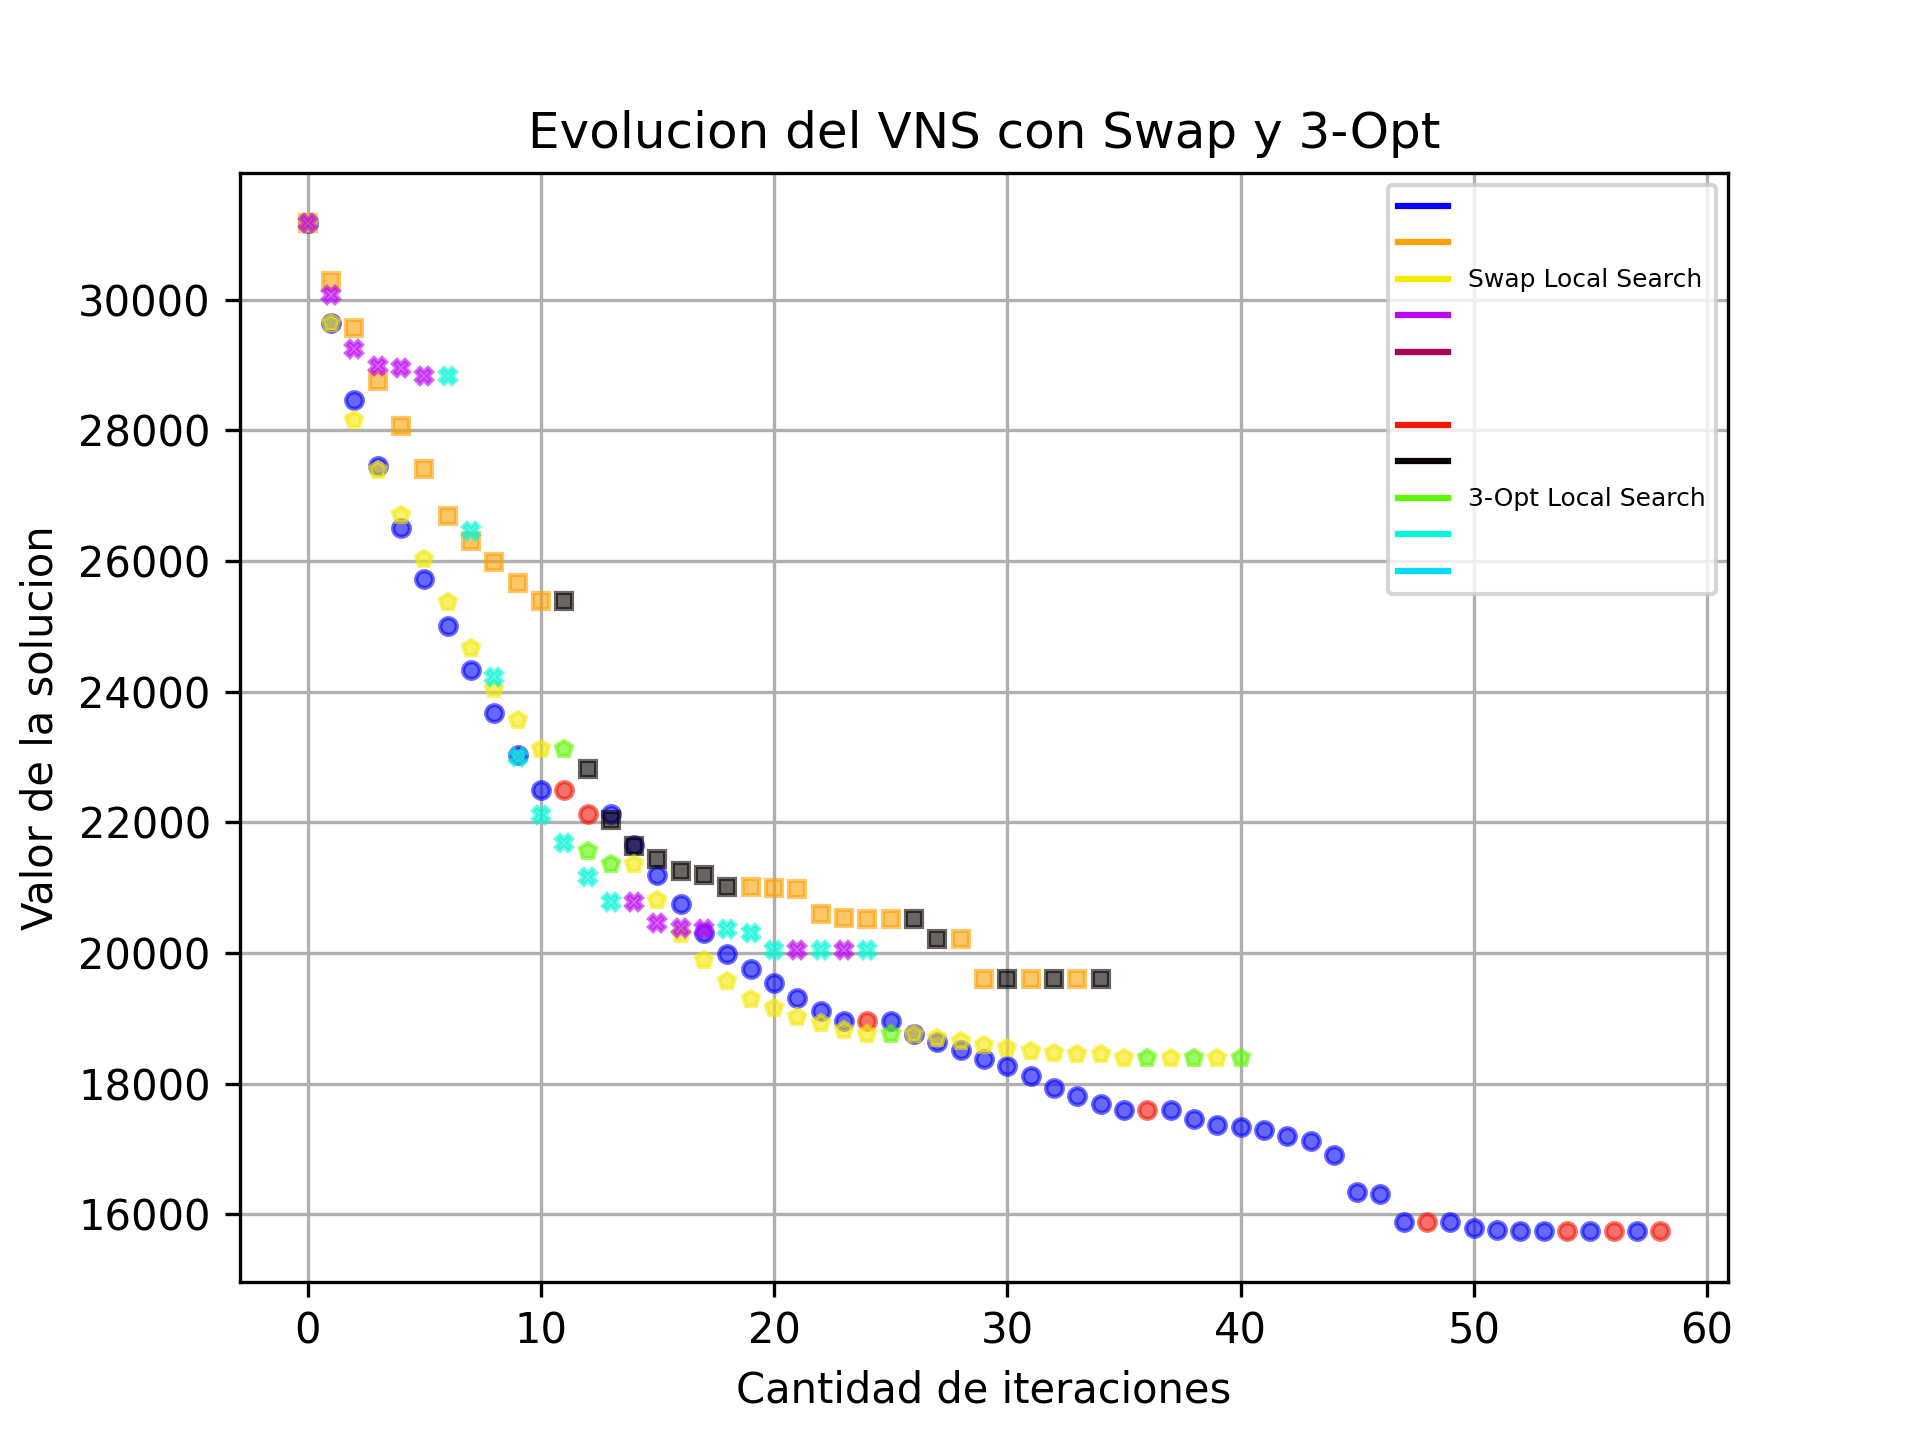 Evolucion del VNS con Swap y 3-Opt
Valor de la solucion
30000
28000
26000
24000
22000
20000
18000
16000
Swap Local Search
3-Opt Local Search
0 10 20 30 40 50 60
Cantidad de iteraciones